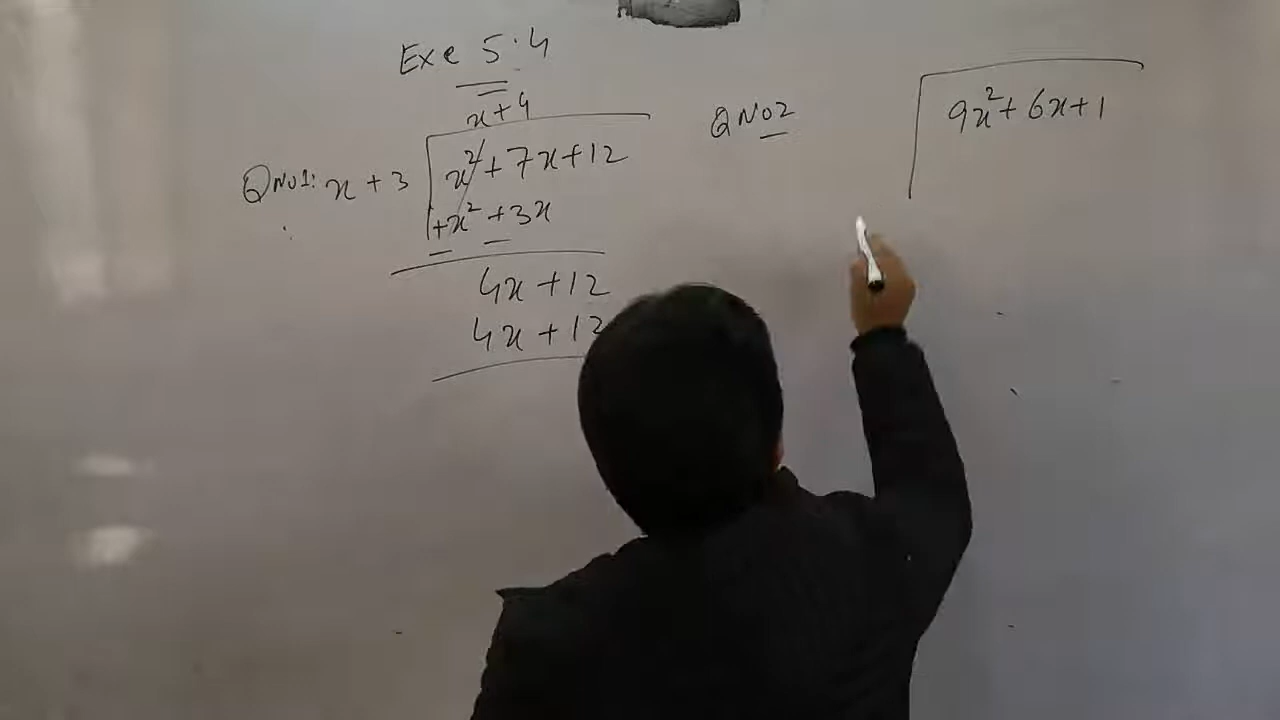 Exe 5.4
x+4
QNO1: x + 3 x²+7x+12
+x² +3x
4x +12
4x +12
QNO2
9x²+6x+1